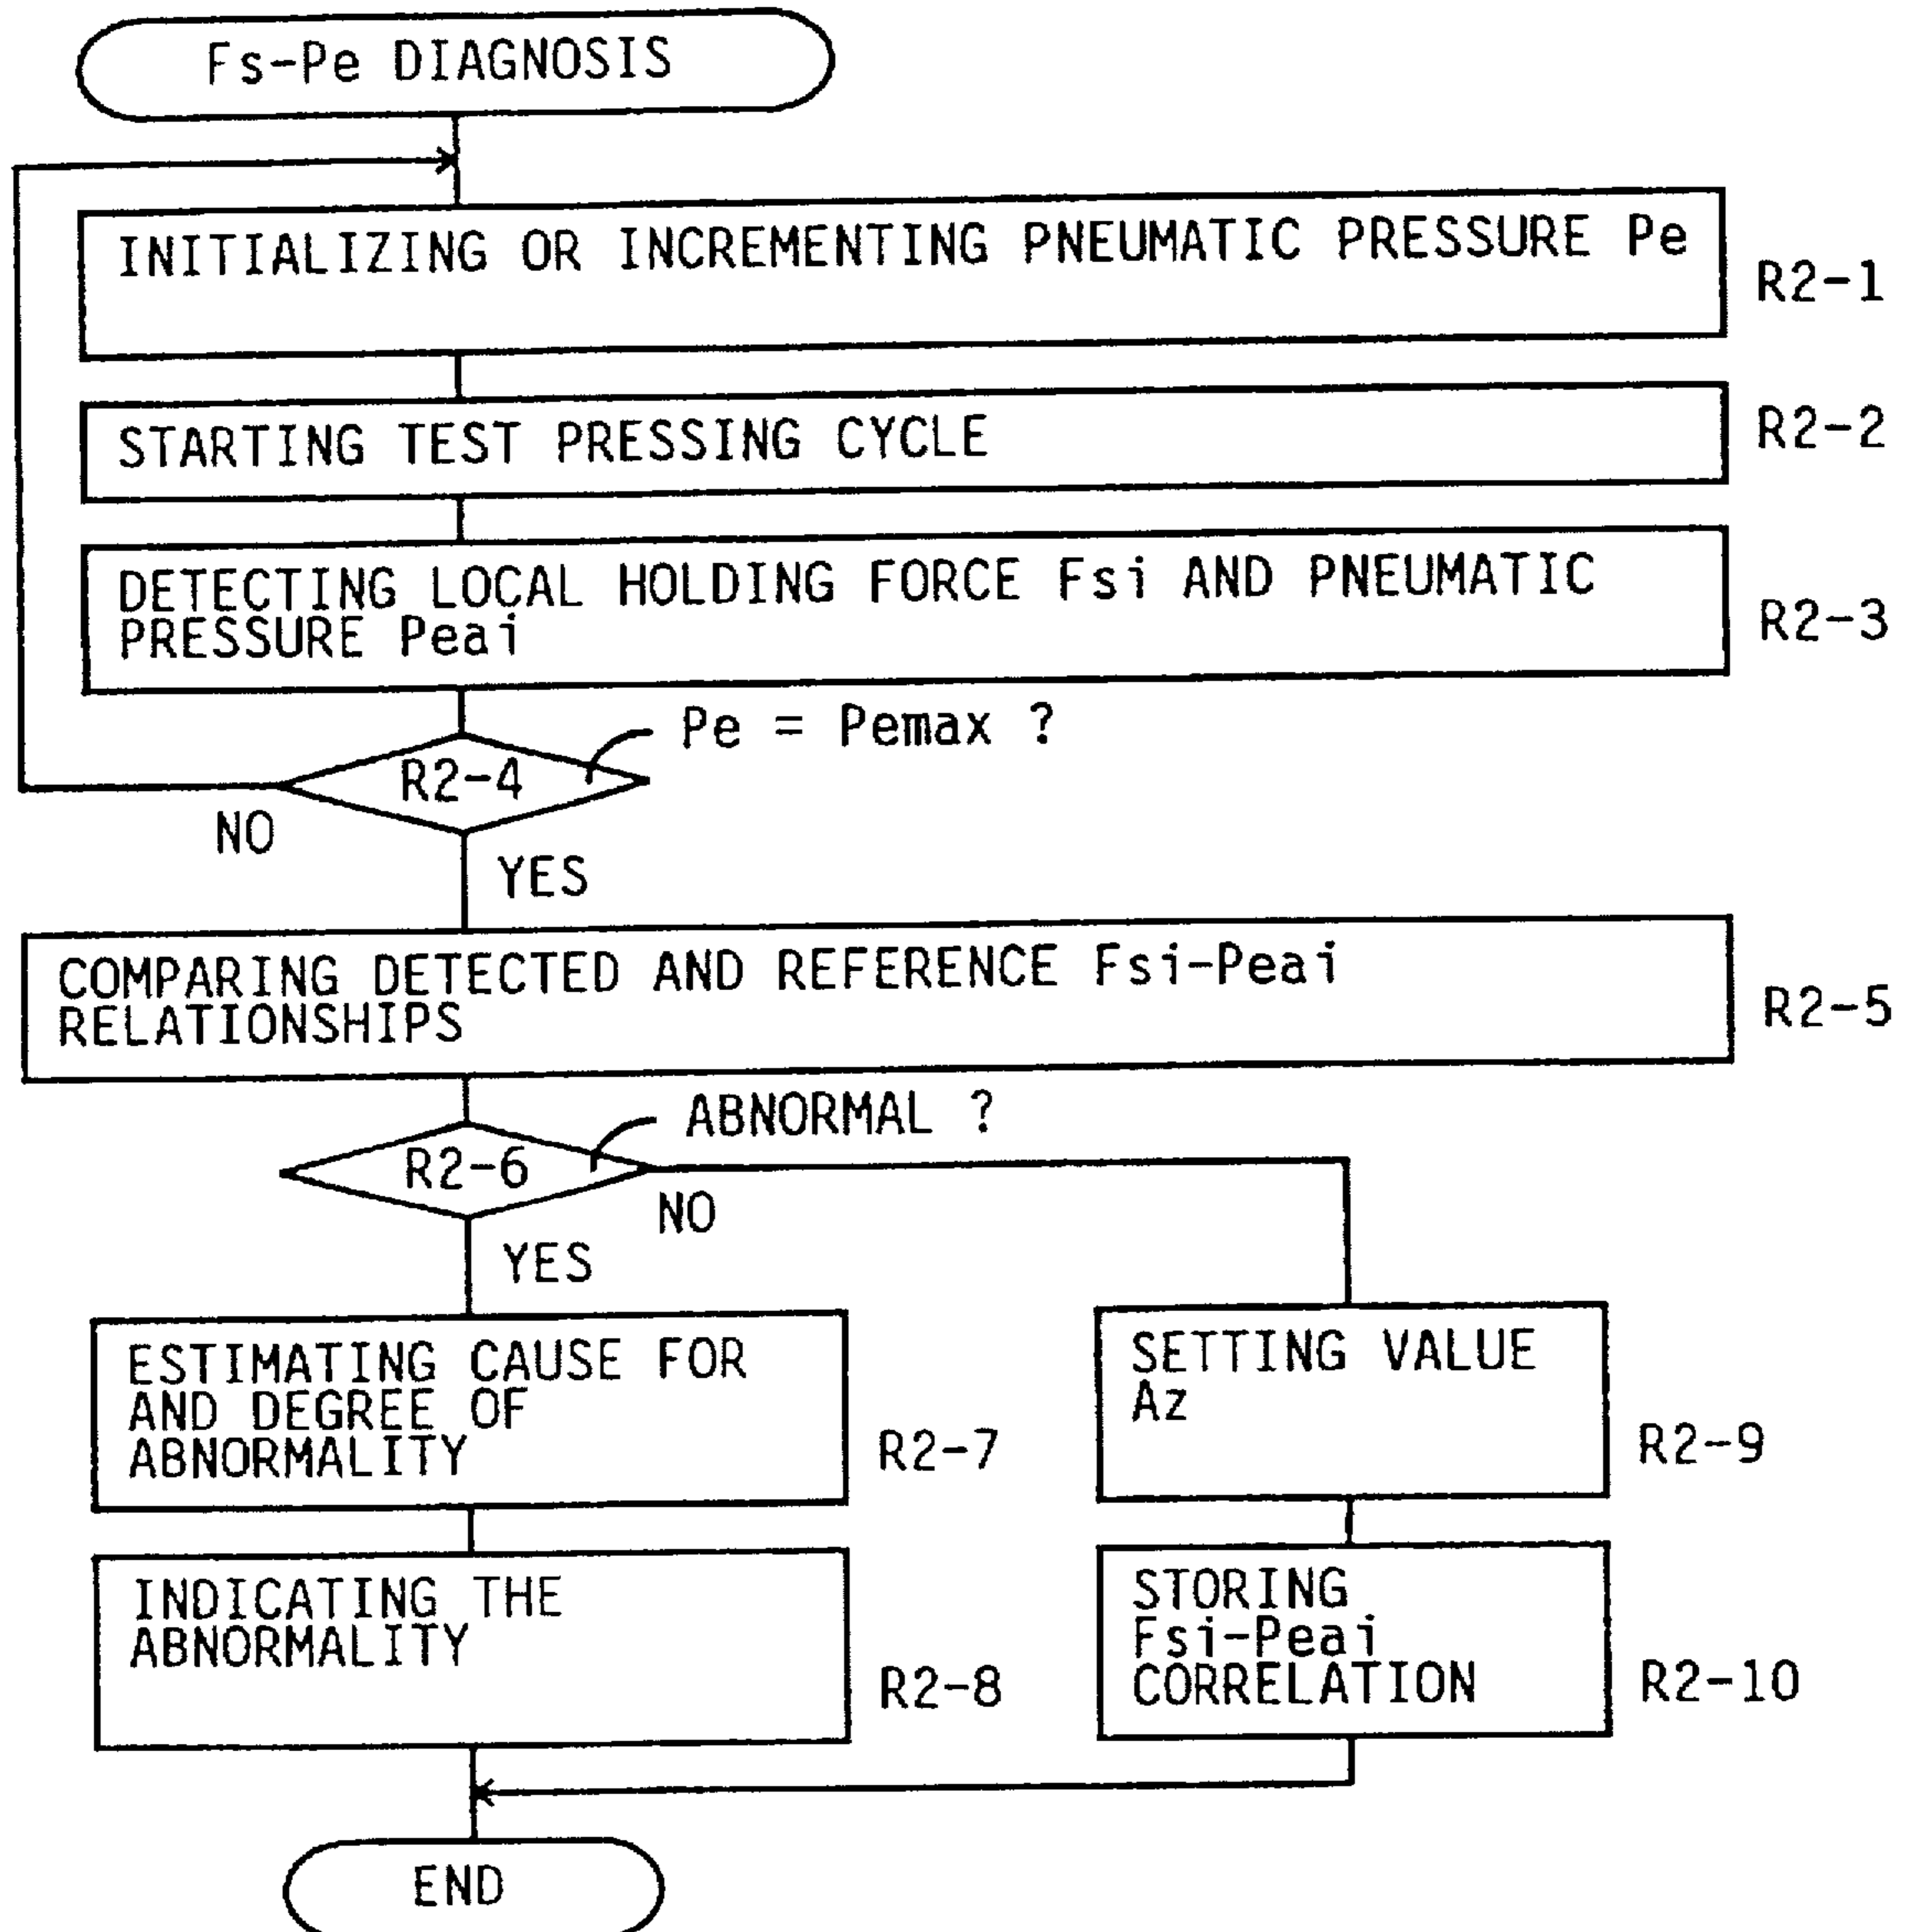 Fs-Pe DIAGNOSIS
INITIALIZING OR INCREMENTING PNEUMATIC PRESSURE Pe
R2-1
STARTING TEST PRESSING CYCLE
R2-2
DETECTING LOCAL HOLDING FORCE Fsi AND PNEUMATIC
PRESSURE Peai
R2-3
Pe = Pemax ?
R2-4
NO
YES
COMPARING DETECTED AND REFERENCE Fsi-Peai
RELATIONSHIPS
R2-5
ABNORMAL ?
R2-6
NO
YES
ESTIMATING CAUSE FOR
AND DEGREE OF
ABNORMALITY
R2-7
SETTING VALUE
Az
R2-9
INDICATING THE
ABNORMALITY
R2-8
STORING
Fsi-Peai
CORRELATION
R2-10
END